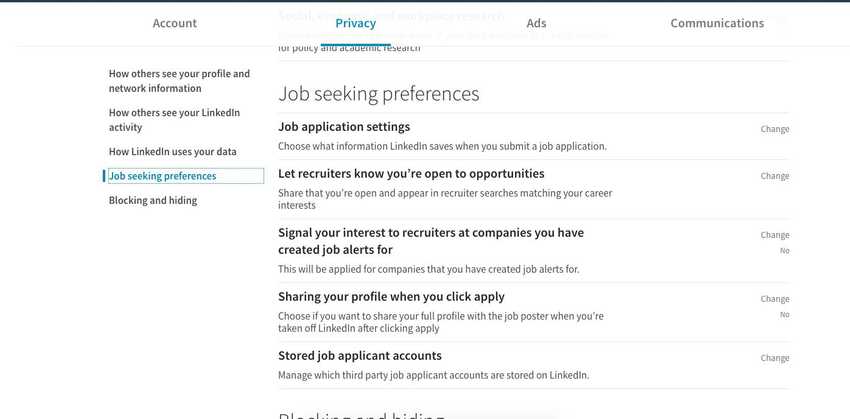 Account
Privacy
Ads
Communications
Social,
workplace research
for policy and academic research
How others see your profile and
network information
How others see your LinkedIn
activity
How LinkedIn uses your data
Job seeking preferences
Blocking and hiding
Job seeking preferences
Job application settings
Change
Choose what information LinkedIn saves when you submit a job application.
Let recruiters know you’re open to opportunities
Change
Share that you’re open and appear in recruiter searches matching your career
interests
Signal your interest to recruiters at companies you have
created job alerts for
Change
No
This will be applied for companies that you have created job alerts for.
Sharing your profile when you click apply
Change
No
Choose if you want to share your full profile with the job poster when you’re
taken off LinkedIn after clicking apply
Stored job applicant accounts
Change
Manage which third party job applicant accounts are stored on LinkedIn.
Blocking and hiding